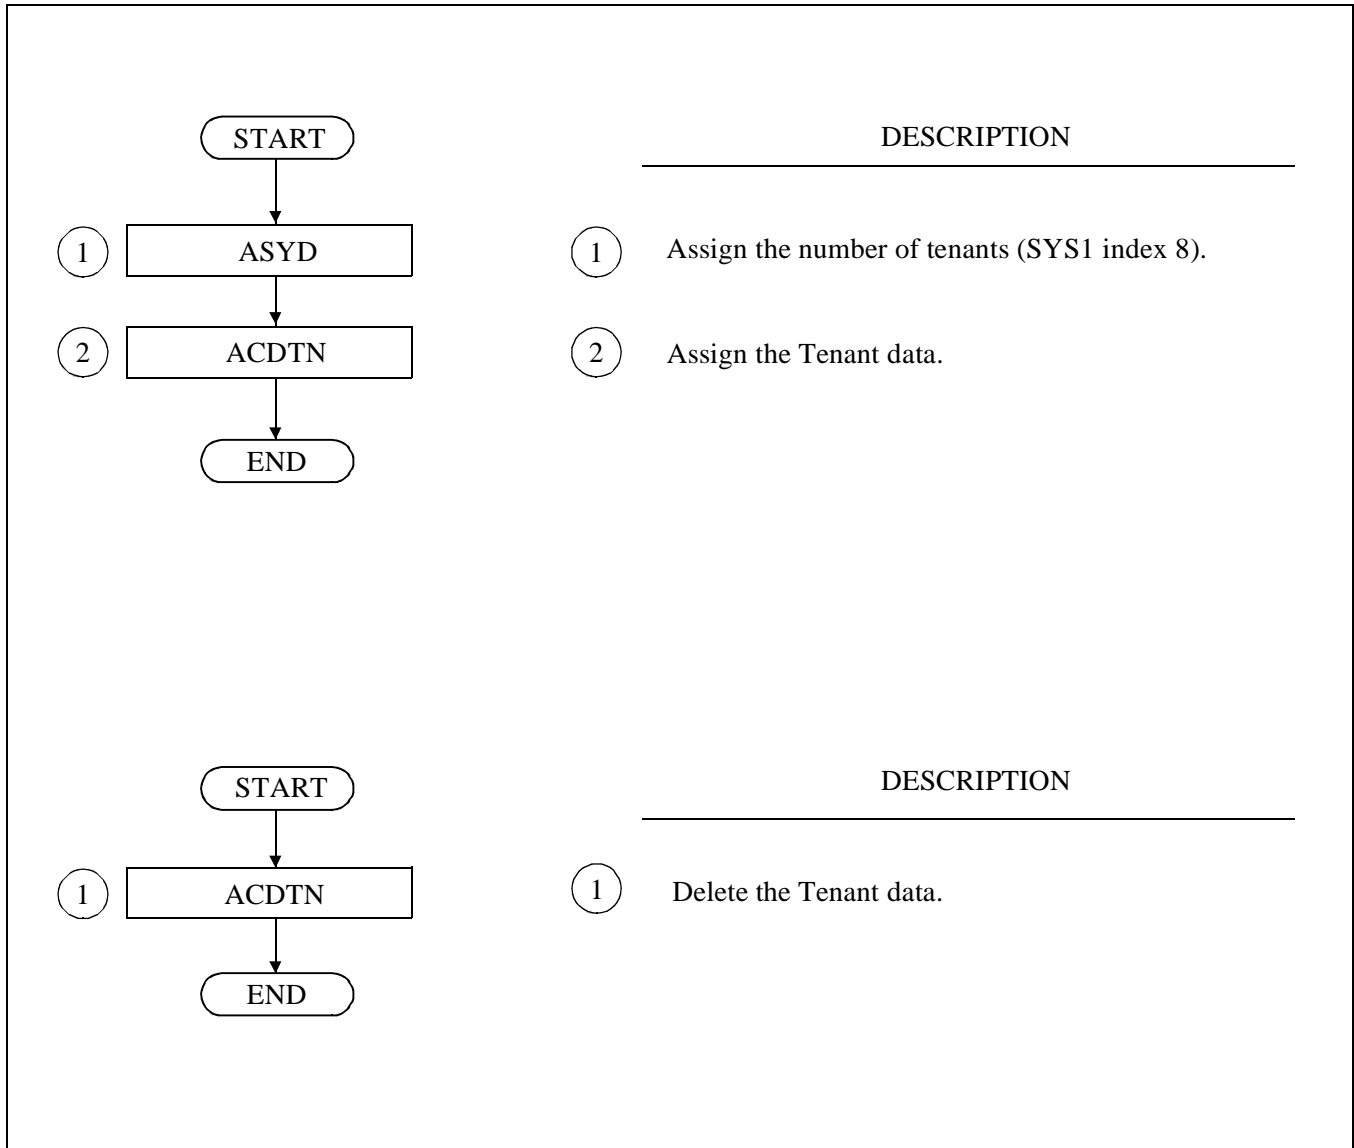 START
DESCRIPTION
1 ASYD
1 Assign the number of tenants (SYS1 index 8).
2 ACDTN
2 Assign the Tenant data.
END
START
DESCRIPTION
1 ACDTN
1 Delete the Tenant data.
END